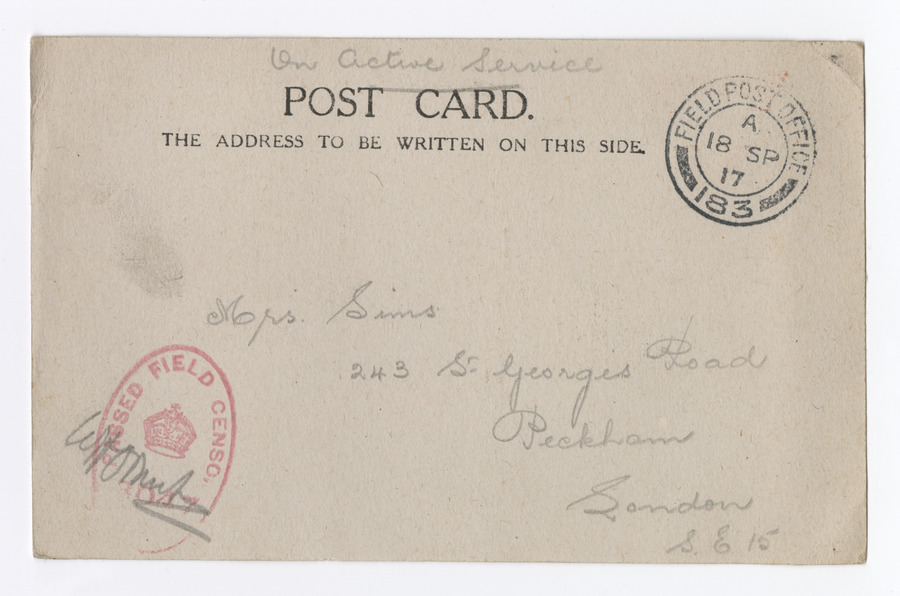 On Active Service
POST CARD.
THE ADDRESS TO BE WRITTEN ON THIS SIDE.
FIELD POST OFFICE
A
18 SP
17
183
Mrs. Sims
243 St. Georges Road
Peckham
London
S. E 15
PASSED FIELD CENSO